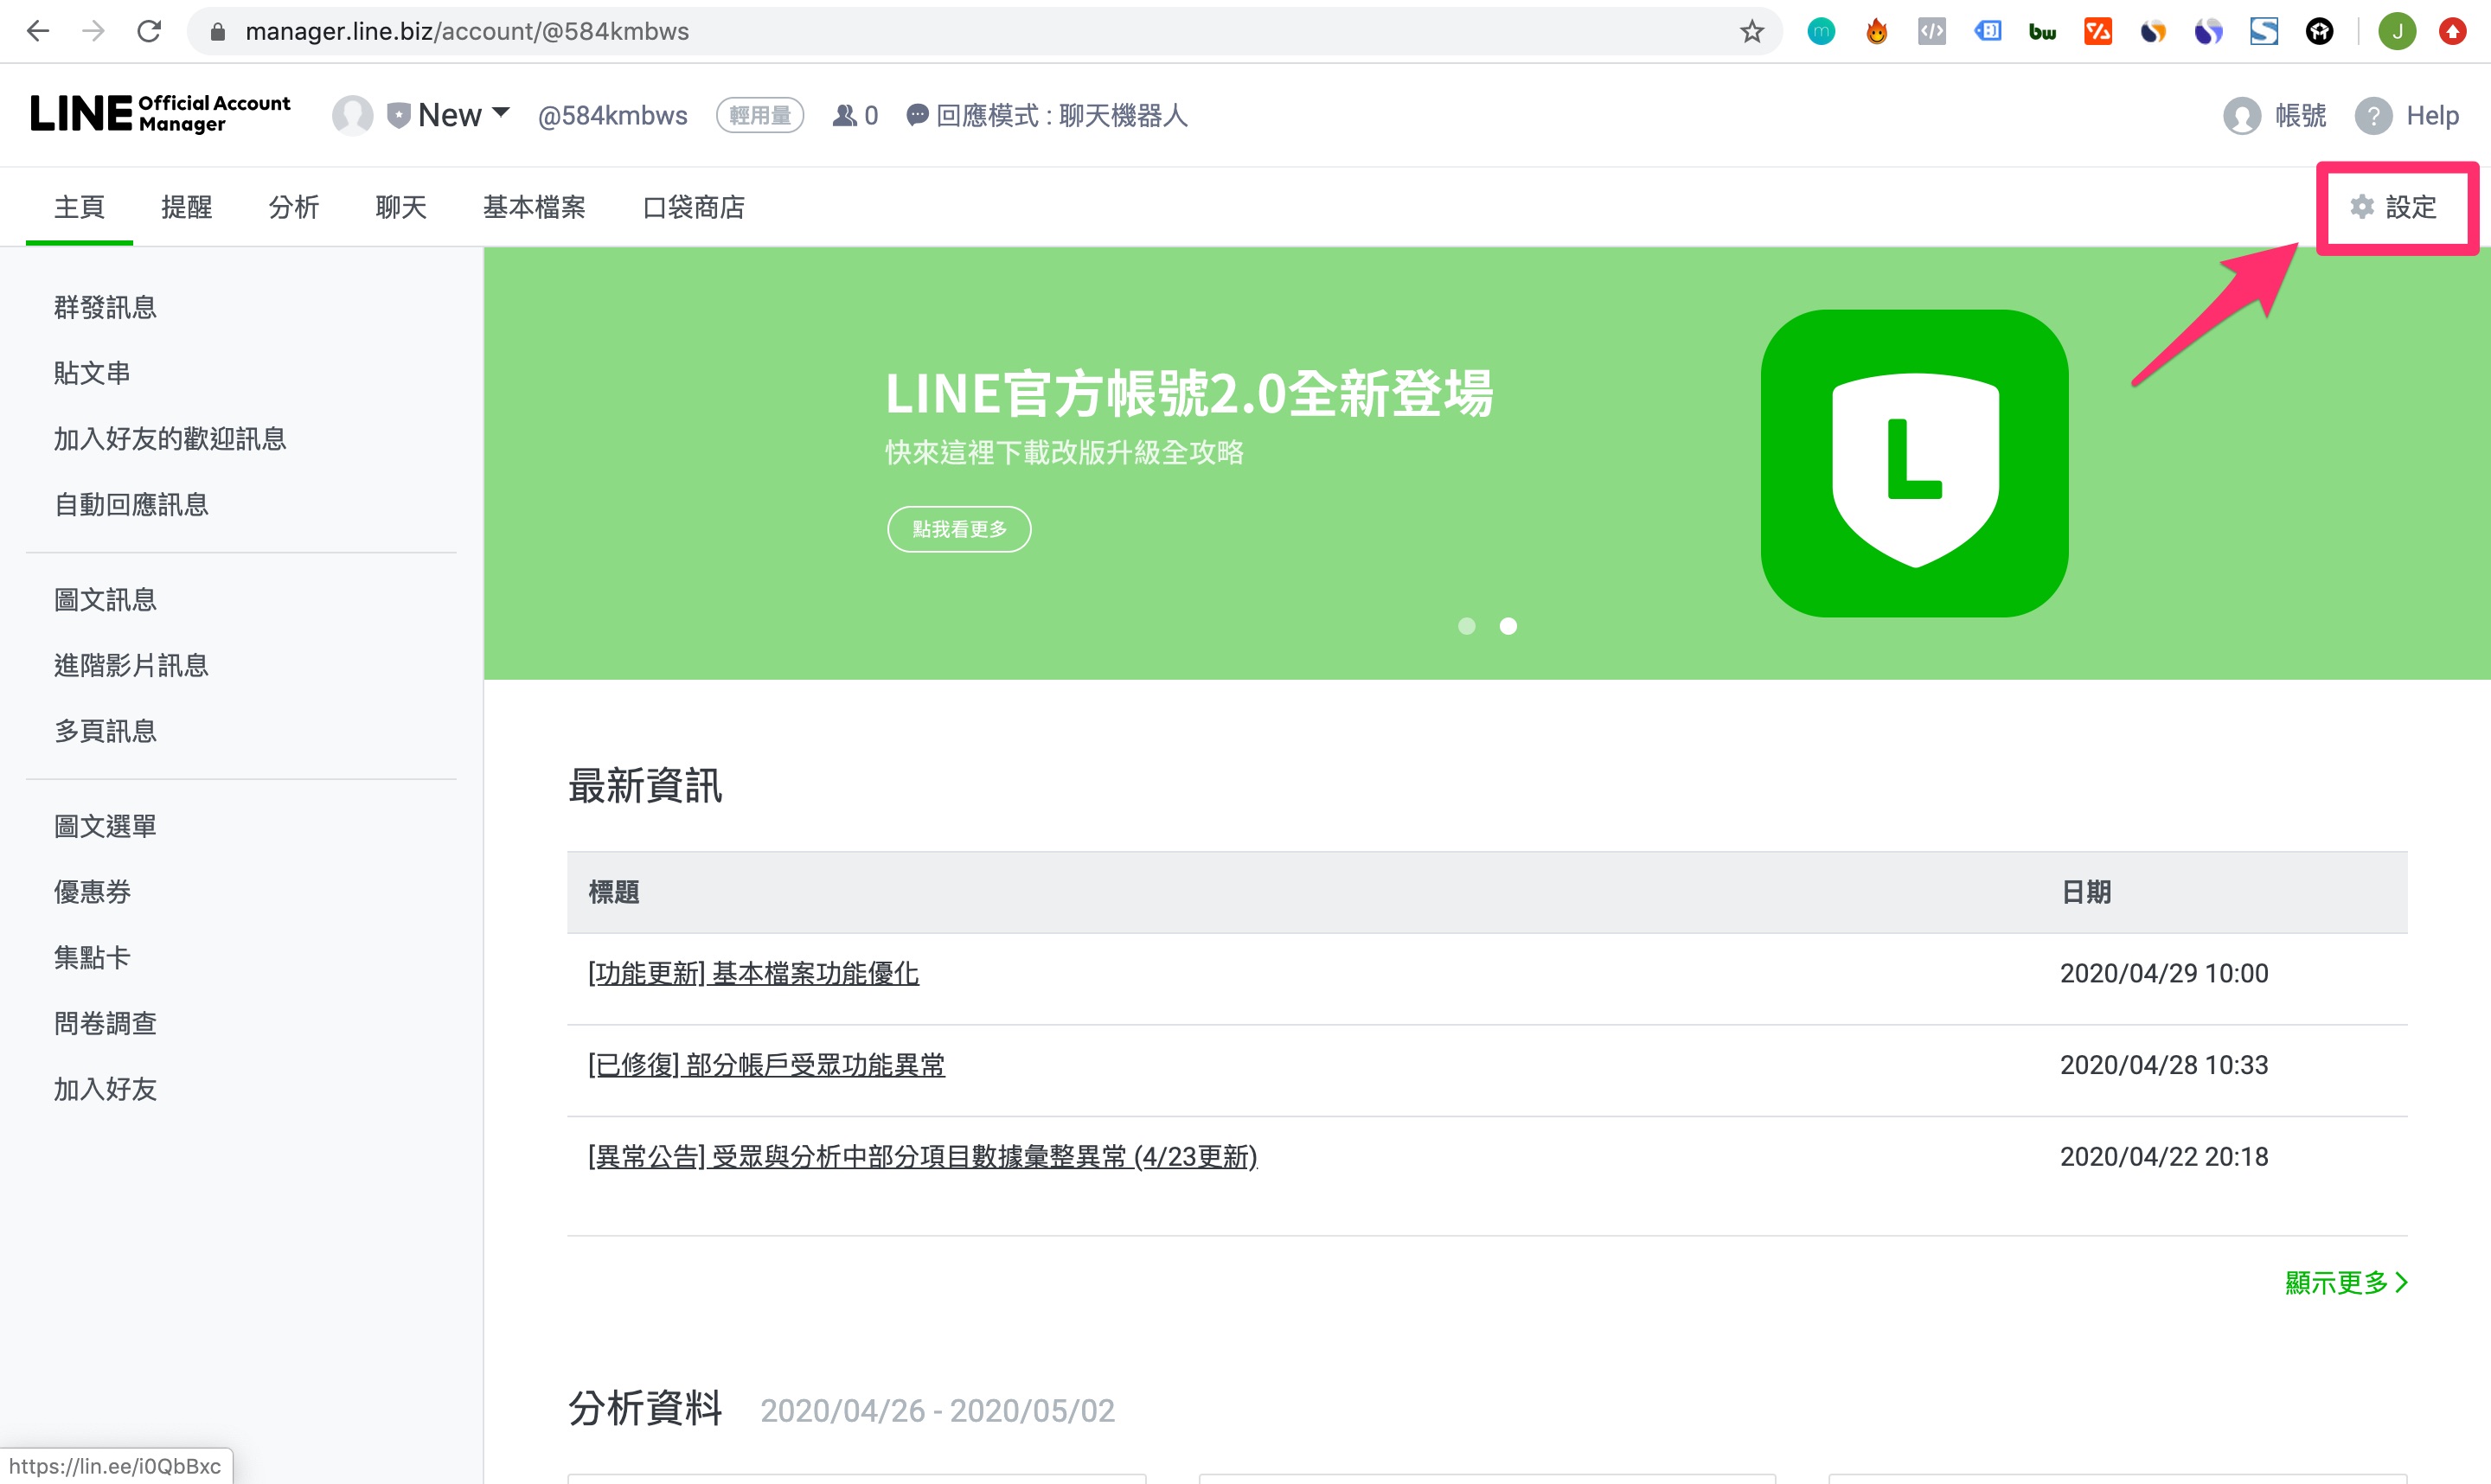 manager.line.biz/account/@584kmbws
bw
J
LINE Official Account Manager
New
@584kmbws
輕用量
0
回應模式 : 聊天機器人
帳號
? Help
主頁
提醒
分析
聊天
基本檔案
口袋商店
設定
群發訊息
貼文串
加入好友的歡迎訊息
自動回應訊息
圖文訊息
進階影片訊息
多頁訊息
圖文選單
優惠券
集點卡
問卷調查
加入好友
LINE官方帳號2.0全新登場
快來這裡下載改版升級全攻略
點我看更多
L
最新資訊
標題 日期
[功能更新] 基本檔案功能優化 2020/04/29 10:00
[已修復] 部分帳戶受眾功能異常 2020/04/28 10:33
[異常公告] 受眾與分析中部分項目數據彙整異常 (4/23更新) 2020/04/22 20:18
顯示更多
分析資料 2020/04/26 - 2020/05/02
https://lin.ee/i0QbBxc